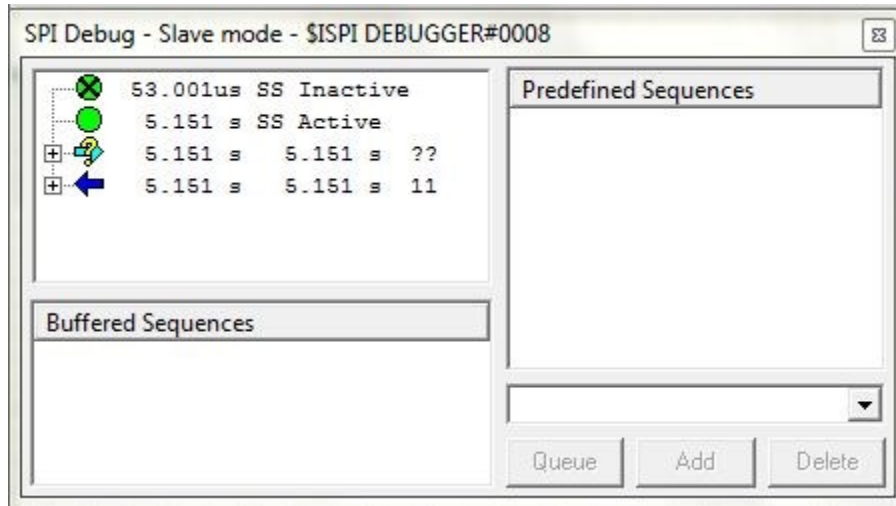 SPI Debug - Slave mode - $ISPI DEBUGGER#0008
53.001us SS Inactive
5.151 s SS Active
5.151 s 5.151 s ??
5.151 s 5.151 s 11
Buffered Sequences
Predefined Sequences
Queue Add Delete